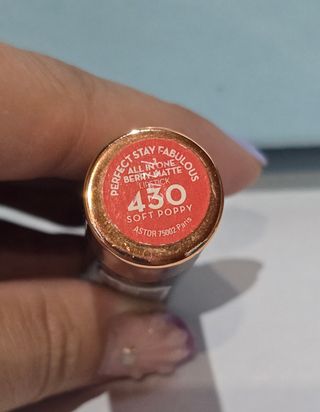 PERFECT STAY FABULOUS
ALL IN ONE
BERRY MATTE
LIPSTICK
430
SOFT POPPY
ASTOR 75002 Paris